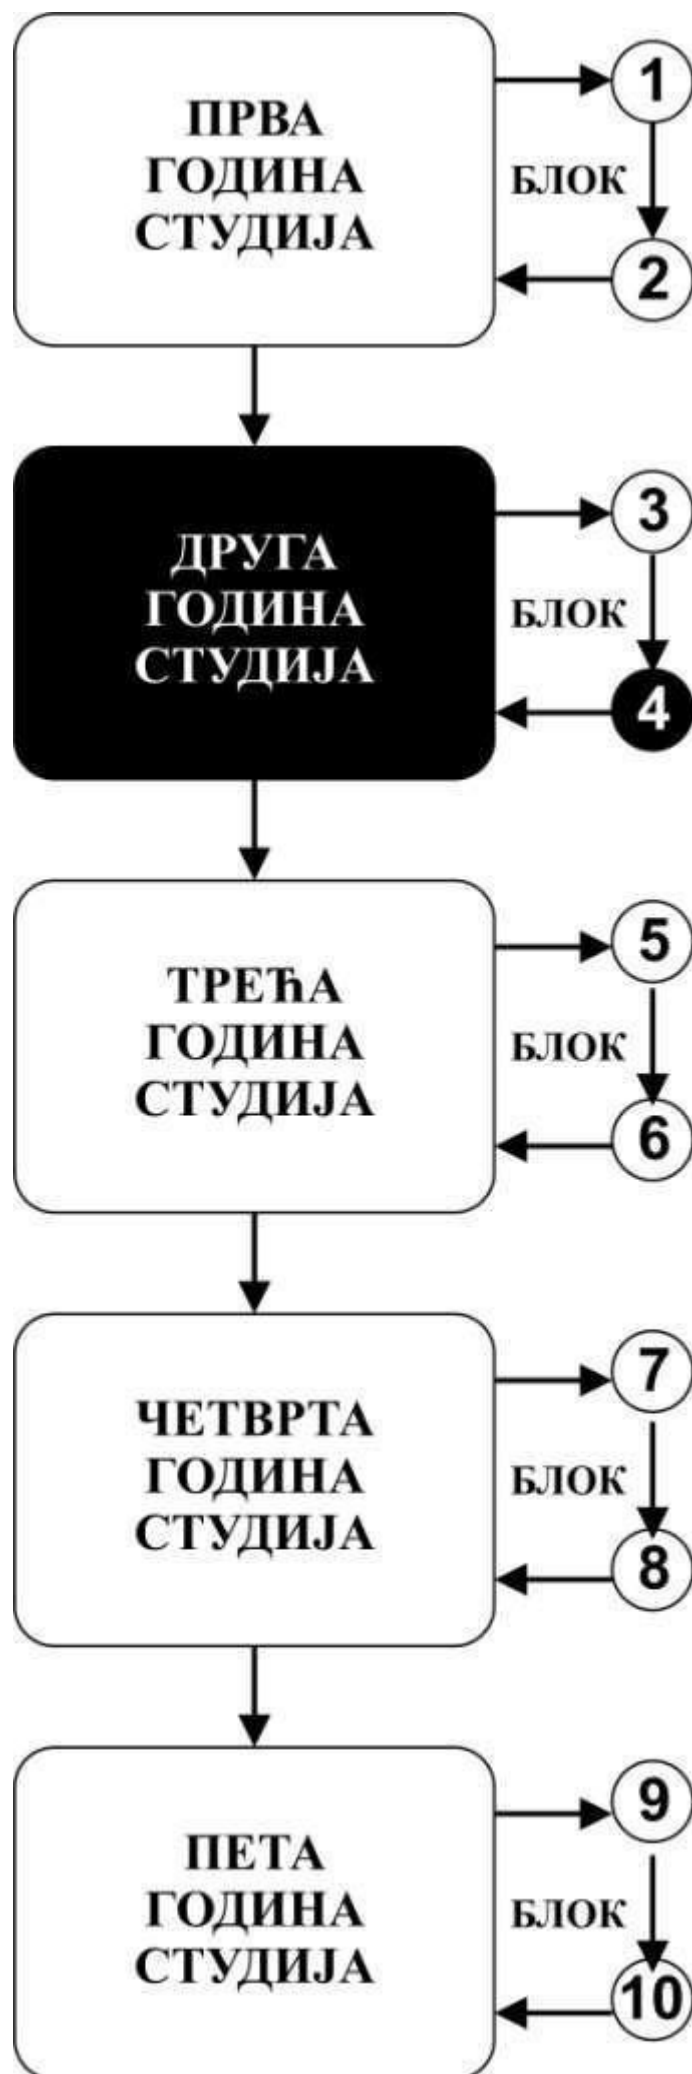 ПРВА
ГОДИНА
СТУДИЈА
1
БЛОК
2
ДРУГА
ГОДИНА
СТУДИЈА
3
БЛОК
4
ТРЕЋА
ГОДИНА
СТУДИЈА
5
БЛОК
6
ЧЕТВРТА
ГОДИНА
СТУДИЈА
7
БЛОК
8
ПЕТА
ГОДИНА
СТУДИЈА
9
БЛОК
10